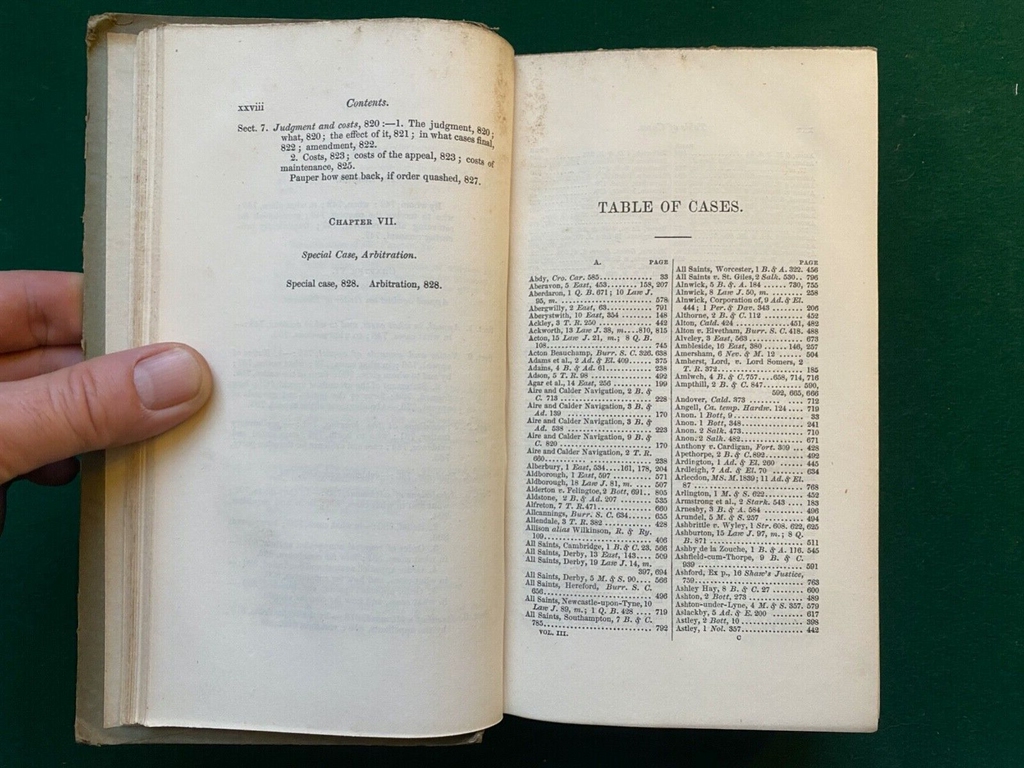 xxviii Contents.
Sect. 7. Judgment and costs, 820 :—1. The judgment, 820 ;
what, 820 ; the effect of it, 821 ; in what cases final,
822 ; amendment, 822.
2. Costs, 823 ; costs of the appeal, 823 ; costs of
maintenance, 825.
Pauper how sent back, if order quashed, 827.
CHAPTER VII.
Special Case, Arbitration.
Special case, 828. Arbitration, 828.
TABLE OF CASES.
A. PAGE
Abdy, Cro. Car. 585.............. 33
Aberavon, 5 East, 453....... 158, 207
Aberdaron, 1 Q. B. 671 ; 10 Law J.
95, m. .......................... 578
Abergwilly, 2 East, 63........... 791
Aberystwith, 10 East, 354 ...... 148
Ackley, 3 T. R. 250 .............. 442
Ackworth, 13 Law J. 38, m....810, 815
Acton, 15 Law J. 21, m. ; 8 Q. B.
108............................... 745
Acton Beauchamp, Burr. S. C. 326. 638
Adams et al., 2 Ad. & El. 409...... 375
Adams, 4 B. & Ad. 61............ 238
Adson, 5 T. R. 98 ................ 492
Agar et al., 14 East, 256 .......... 199
Aire and Calder Navigation, 2 B. &
C. 713 ........................... 228
Aire and Calder Navigation, 3 B. &
Ad. 139 ......................... 170
Aire and Calder Navigation, 3 B. &
Ad. 538 ......................... 223
Aire and Calder Navigation, 9 B. &
C. 820 ........................... 170
Aire and Calder Navigation, 2 T. R.
660............................... 238
Alberbury, 1 East, 534....161, 178, 204
Aldborough, 1 East, 597 ......... 571
Aldborough, 18 Law J. 81, m. .... 507
Alderton v. Pelingtoe, 2 Bott, 691.. 805
Aldstone, 2 B. & Ad. 207 ........ 535
Alfreton, 7 T. R. 471.............. 660
Allcannings, Burr. S. C. 634....... 655
Allendale, 3 T. R. 382 ............ 428
Allison alias Wilkinson, R. & Ry.
109............................... 406
All Saints, Cambridge, 1 B. & C. 23. 566
All Saints, Derby, 13 East, 143.... 509
All Saints, Derby, 19 Law J. 14, m.
397, 694
All Saints, Derby, 5 M. & S. 90.... 566
All Saints, Hereford, Burr. S. C.
656............................... 496
All Saints, Newcastle-upon-Tyne, 10
Law J. 89, m. ; 1 Q. B. 428 .... 719
All Saints, Southampton, 7 B. & C.
785............................... 792
VOL. III.
PAGE
All Saints, Worcester, 1 B. & A. 322. 456
All Saints v. St. Giles, 2 Salk. 530.. 796
Alnwick, 5 B. & A. 184 ...... 730, 755
Alnwick, 8 Law J. 50, m. ........ 258
Alnwick, Corporation of, 9 Ad. & El.
444 ; 1 Per. & Dav. 343 ........ 206
Althorne, 2 B. & C. 112 .......... 452
Alton, Cald. 424 ............ 451, 482
Alton v. Elvetham, Burr. S. C. 418. 488
Alveley, 3 East, 563 .............. 673
Ambleside, 16 East, 380 ..... 146, 257
Amersham, 6 Nev. & M. 12 ...... 504
Amherst, Lord, v. Lord Somers, 2
T. R. 372......................... 185
Amlweh, 4 B. & C. 757....658, 714, 716
Ampthill, 2 B. & C. 847.......... 590,
592, 665, 666
Andover, Cald. 373 .............. 712
Angell, Ca. temp. Hardw. 124 .... 719
Anon. 1 Bott, 9................... 33
Anon. 1 Bott, 348................ 241
Anon. 2 Salk. 473................ 710
Anon. 2 Salk. 482................ 671
Anthony v. Cardigan, Fort. 309 ... 428
Apethorpe, 2 B. & C. 892.......... 492
Ardington, 1 Ad. & El. 260 ...... 445
Ardleigh, 7 Ad. & El. 70 ........ 634
Arlecdon, MS. M. 1839 ; 11 Ad. & El.
87 ............................... 768
Arlington, 1 M. & S. 622.......... 452
Armstrong et al., 2 Stark. 543 .... 183
Arnesby, 3 B. & A. 584 .......... 496
Arundel, 5 M. & S. 257 .......... 494
Ashbrittle v. Wyley, 1 Str. 608. 622, 625
Ashburton, 15 Law J. 97, m. ; 8 Q.
B. 871 ........................... 511
Ashby de la Zouche, 1 B. & A. 116. 545
Ashfield-cum-Thorpe, 9 B. & C.
939 .............................. 591
Ashford, Ex p., 16 Shaw's Justice,
759............................... 763
Ashley Hay, 8 B. & C. 27 ........ 600
Ashton, 2 Bott, 273 .............. 489
Ashton-under-Lyne, 4 M. & S. 357. 579
Aslackby, 5 Ad. & E. 200 ........ 617
Astley, 2 Bott, 10 ................ 398
Astley, 1 Nol. 357................ 442
C